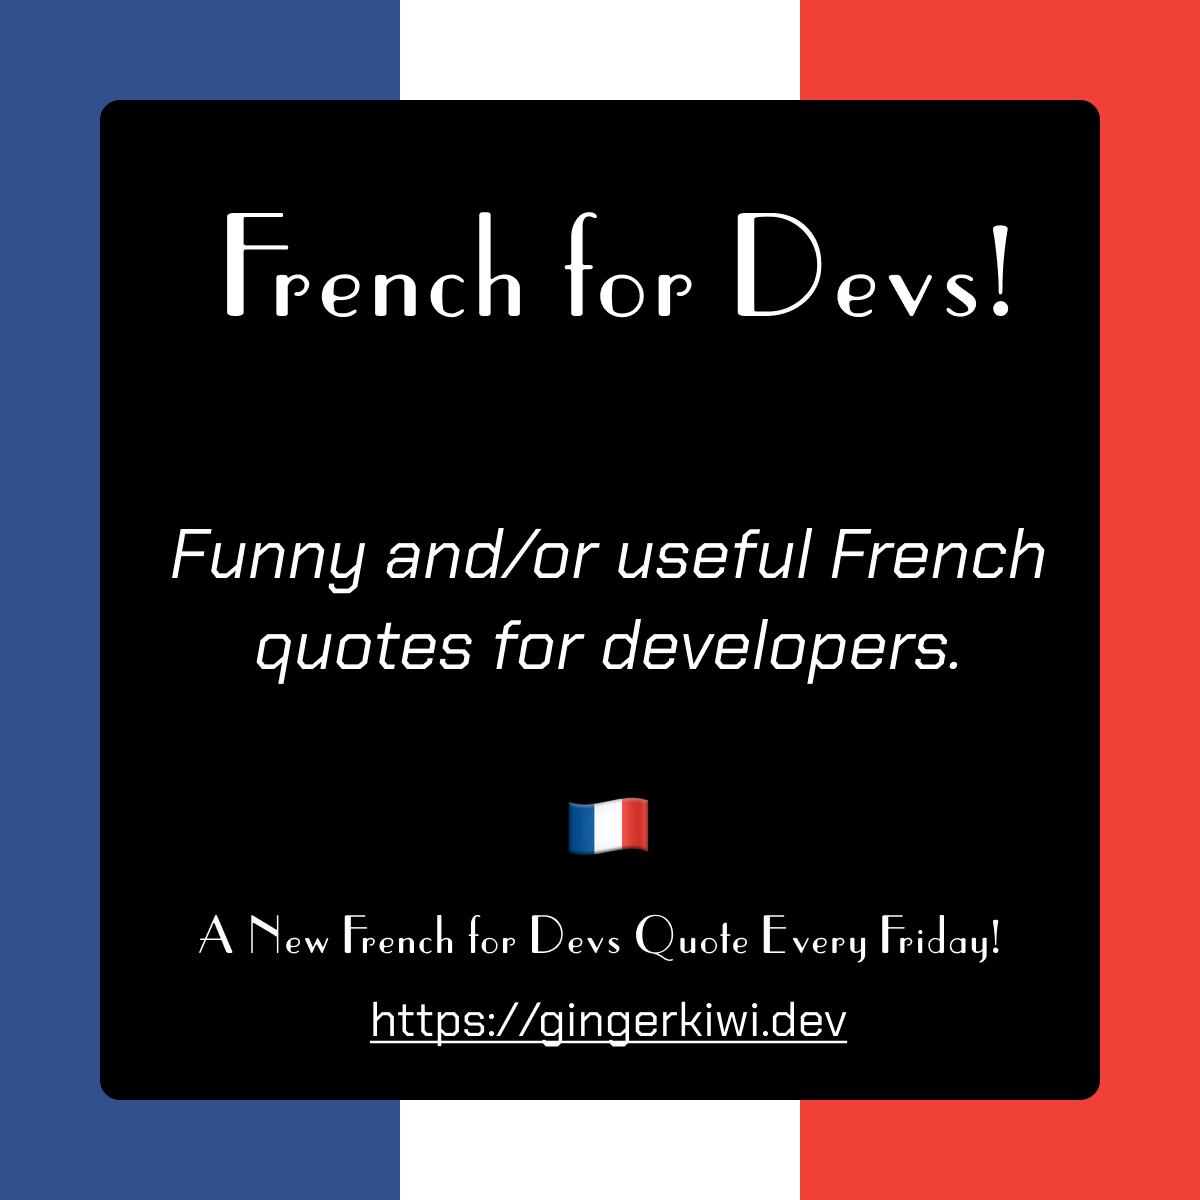 French for Devs!
Funny and/or useful French
quotes for developers.
A New French for Devs Quote Every Friday!
https://gingerkiwi.dev